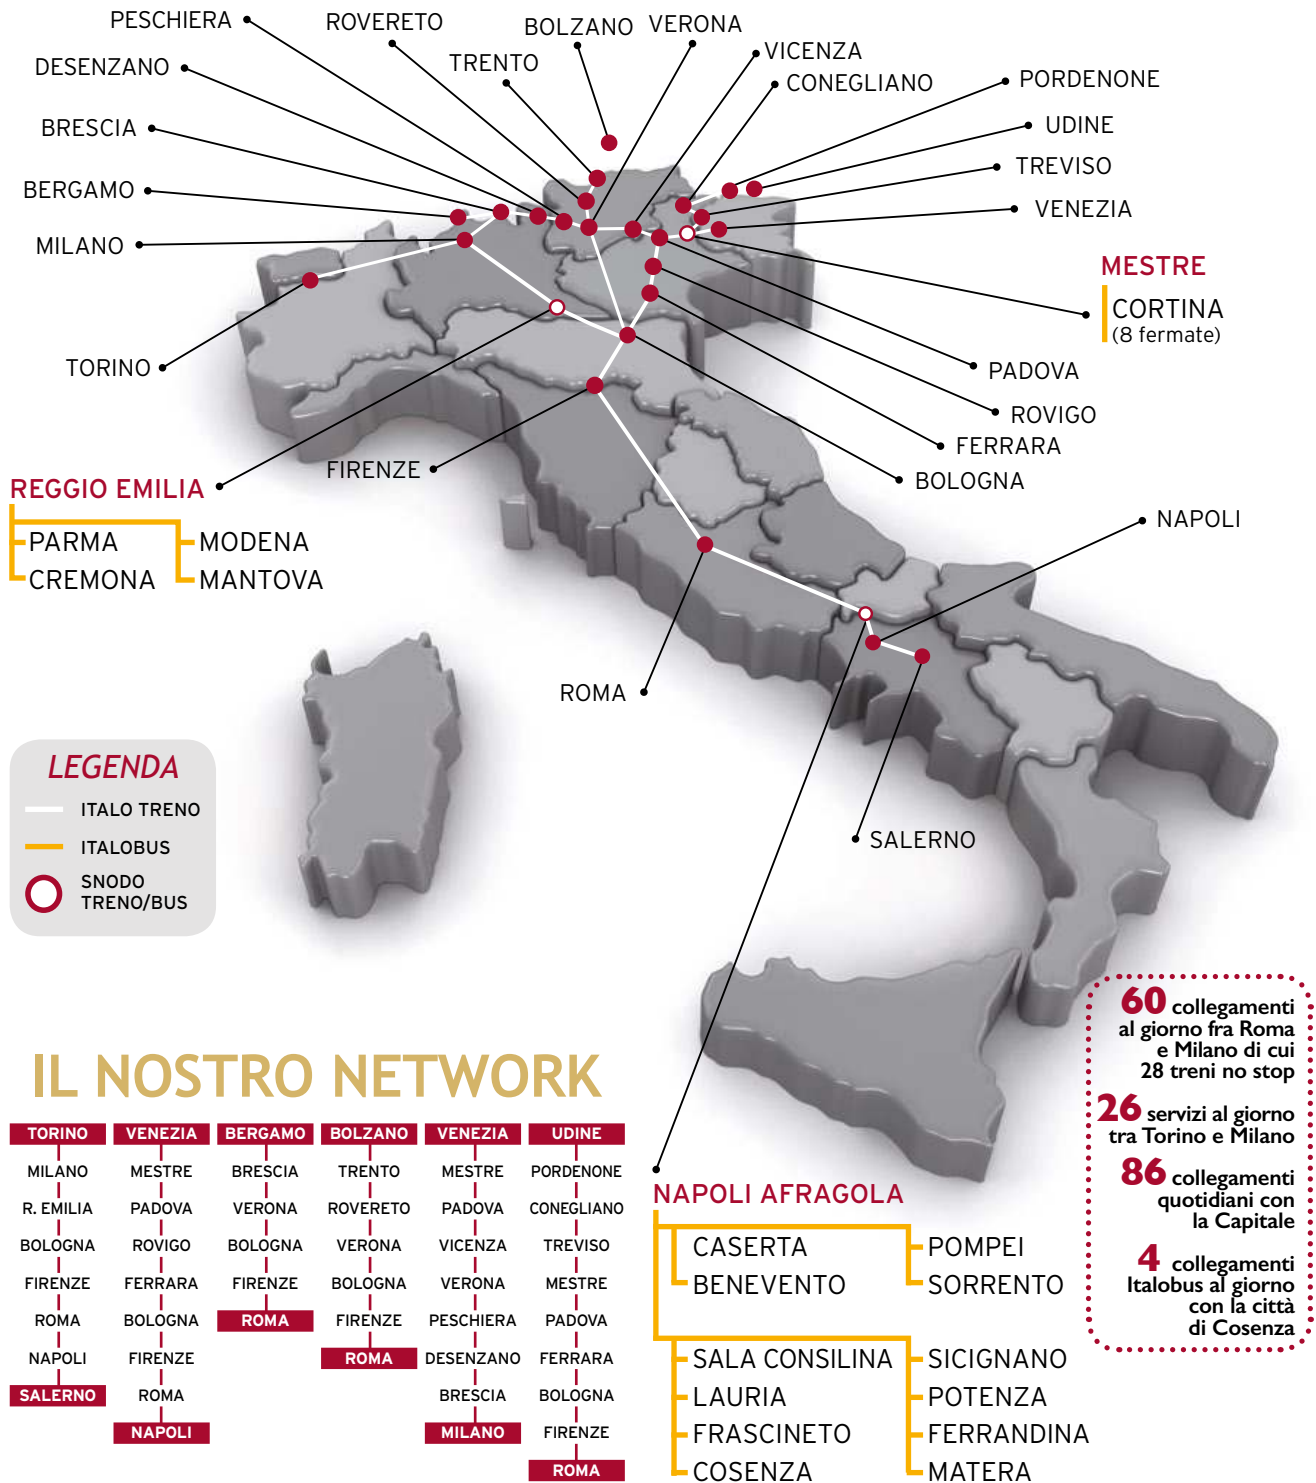 PESCHIERA
ROVERETO
BOLZANO
VERONA
DESENZANO
TRENTO
VICENZA
CONEGLIANO
PORDENONE
BRESCIA
UDINE
TREVISO
BERGAMO
VENEZIA
MILANO
MESTRE
CORTINA
(8 fermate)
TORINO
PADOVA
ROVIGO
FERRARA
FIRENZE
BOLOGNA
REGGIO EMILIA
PARMA
MODENA
CREMONA
MANTOVA
NAPOLI
ROMA
SALERNO
LEGENDA
ITALO TRENO
ITALOBUS
SNODO
TRENO/BUS
60 collegamenti
al giorno fra Roma
e Milano di cui
28 treni no stop
26 servizi al giorno
tra Torino e Milano
86 collegamenti
quotidiani con
la Capitale
4 collegamenti
Italobus al giorno
con la città
di Cosenza
IL NOSTRO NETWORK
TORINO
MILANO
R. EMILIA
BOLOGNA
FIRENZE
ROMA
NAPOLI
SALERNO
VENEZIA
MESTRE
PADOVA
ROVIGO
FERRARA
BOLOGNA
FIRENZE
ROMA
NAPOLI
BERGAMO
BRESCIA
VERONA
BOLOGNA
FIRENZE
ROMA
BOLZANO
TRENTO
ROVERETO
VERONA
BOLOGNA
FIRENZE
ROMA
VENEZIA
MESTRE
PADOVA
VICENZA
VERONA
PESCHIERA
DESENZANO
BRESCIA
MILANO
UDINE
PORDENONE
CONEGLIANO
TREVISO
MESTRE
PADOVA
FERRARA
BOLOGNA
FIRENZE
ROMA
NAPOLI AFRAGOLA
CASERTA
BENEVENTO
POMPEI
SORRENTO
SALA CONSILINA
LAURIA
FRASCINETO
COSENZA
SICIGNANO
POTENZA
FERRANDINA
MATERA